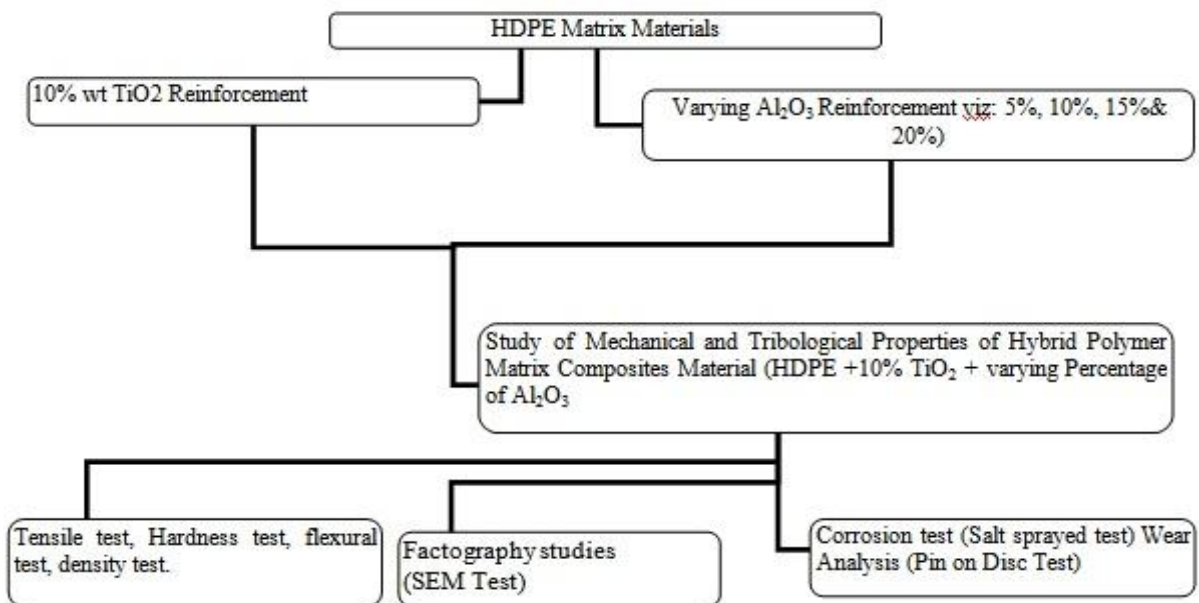 HDPE Matrix Materials
10% wt TiO2 Reinforcement
Varying Al₂O₃ Reinforcement viz: 5%, 10%, 15%&
20%)
Study of Mechanical and Tribological Properties of Hybrid Polymer
Matrix Composites Material (HDPE +10% TiO₂ + varying Percentage
of Al₂O₃
Tensile test, Hardness test, flexural
test, density test.
Factography studies
(SEM Test)
Corrosion test (Salt sprayed test) Wear
Analysis (Pin on Disc Test)